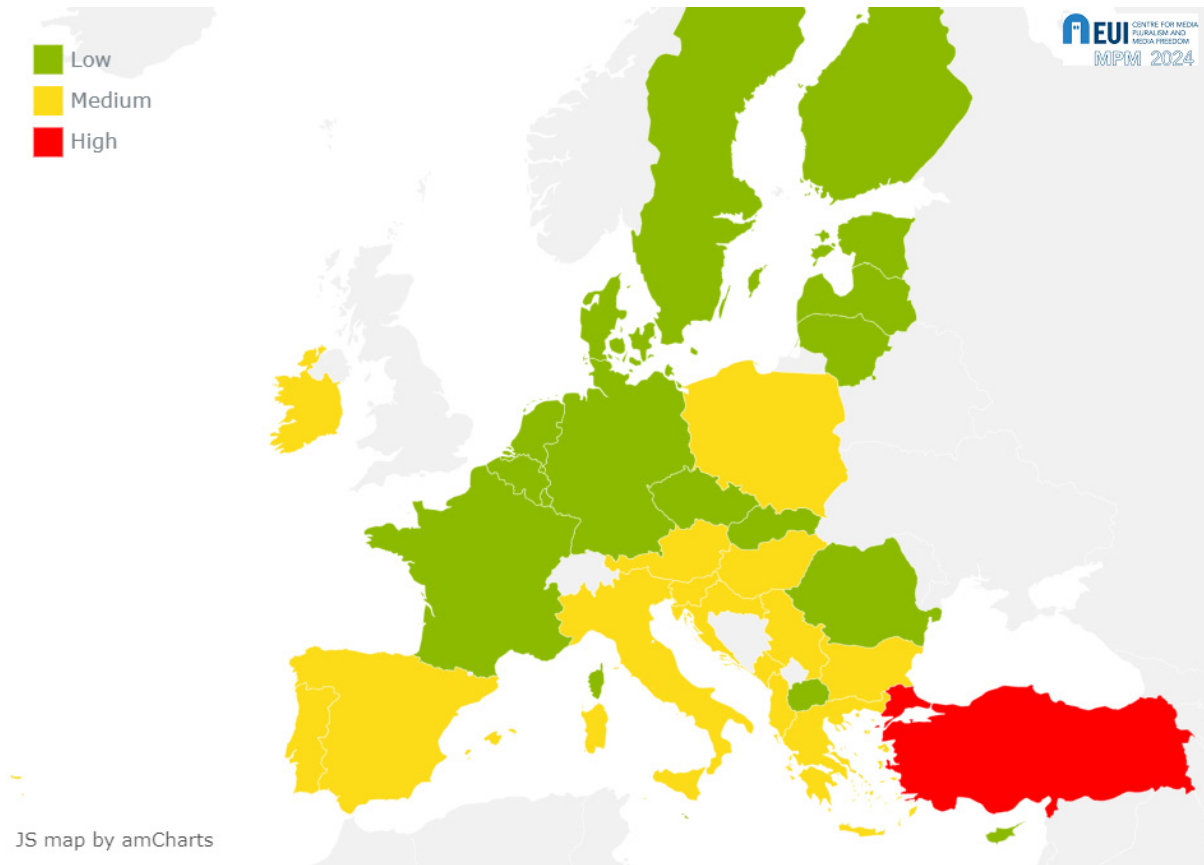 Low
Medium
High
EUI
CENTRE FOR MEDIA
PLURALISM AND
MEDIA FREEDOM
MPM 2024
JS map by amCharts